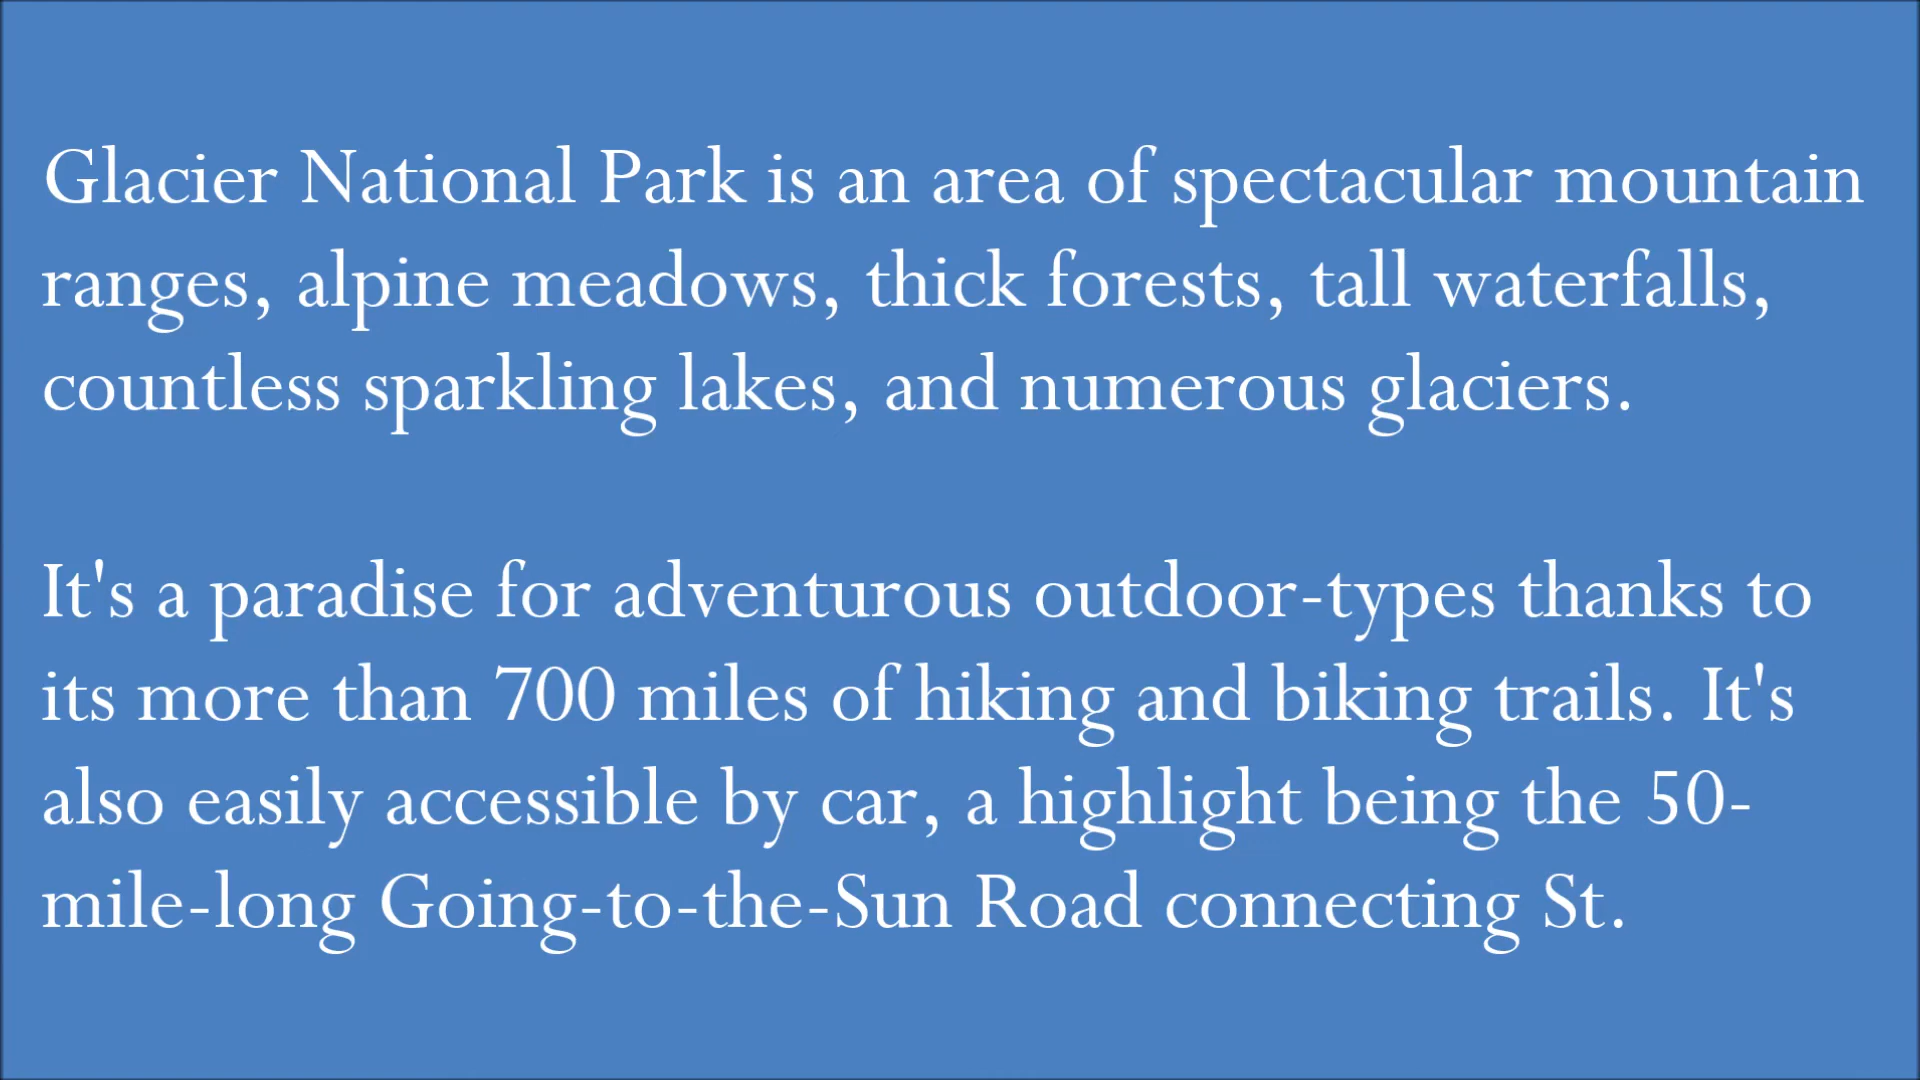 Glacier National Park is an area of spectacular mountain
ranges, alpine meadows, thick forests, tall waterfalls,
countless sparkling lakes, and numerous glaciers.
It's a paradise for adventurous outdoor-types thanks to
its more than 700 miles of hiking and biking trails. It's
also easily accessible by car, a highlight being the 50-
mile-long Going-to-the-Sun Road connecting St.